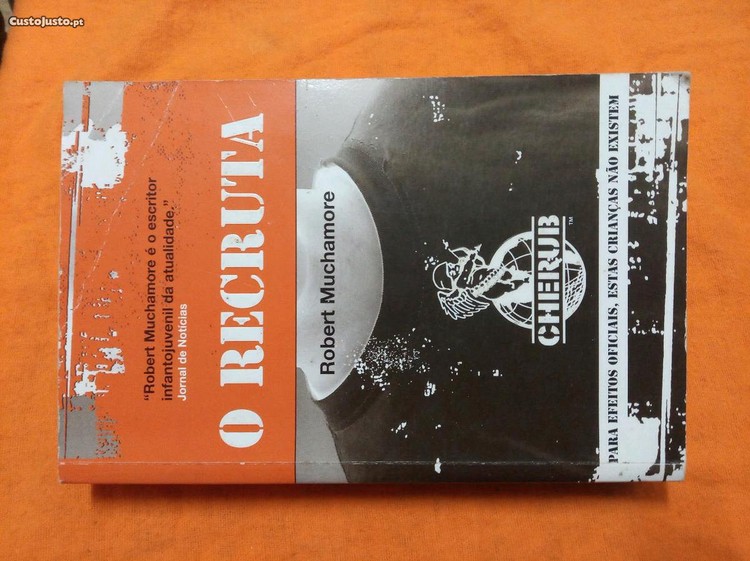 CustoJusto.pt
"Robert Muchamore é o escritor
infantojuvenil da atualidade."
Jornal de Notícias
O RECRUTA
Robert Muchamore
CHERUB™
PARA EFEITOS OFICIAIS, ESTAS CRIANÇAS NÃO EXISTEM